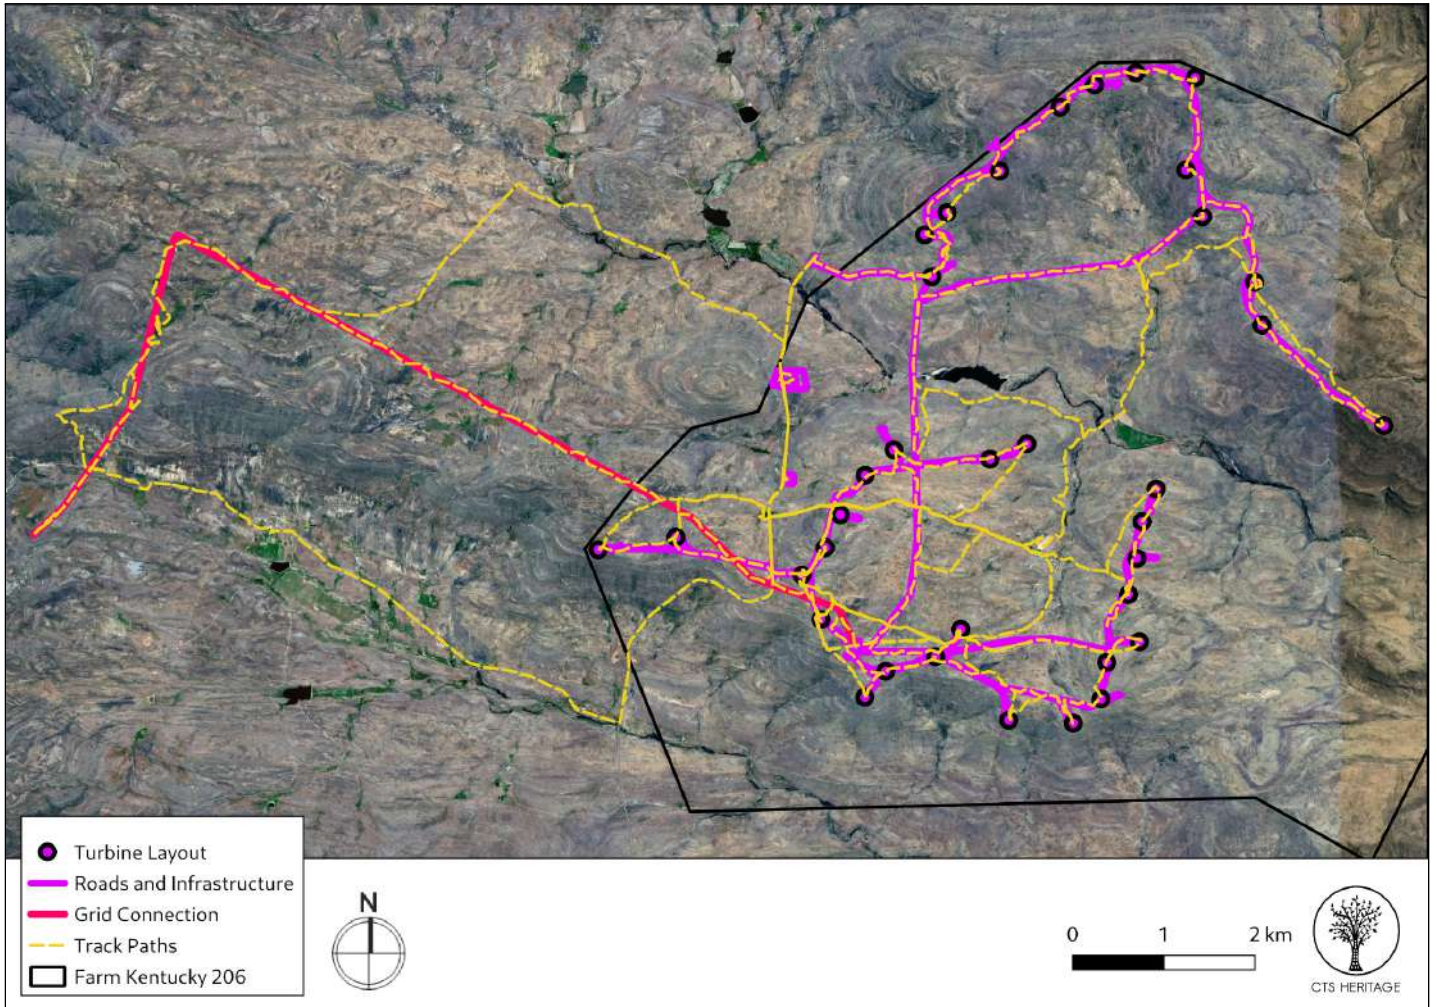 Turbine Layout
Roads and Infrastructure
Grid Connection
Track Paths
Farm Kentucky 206
N
0 1 2 km
CTS HERITAGE